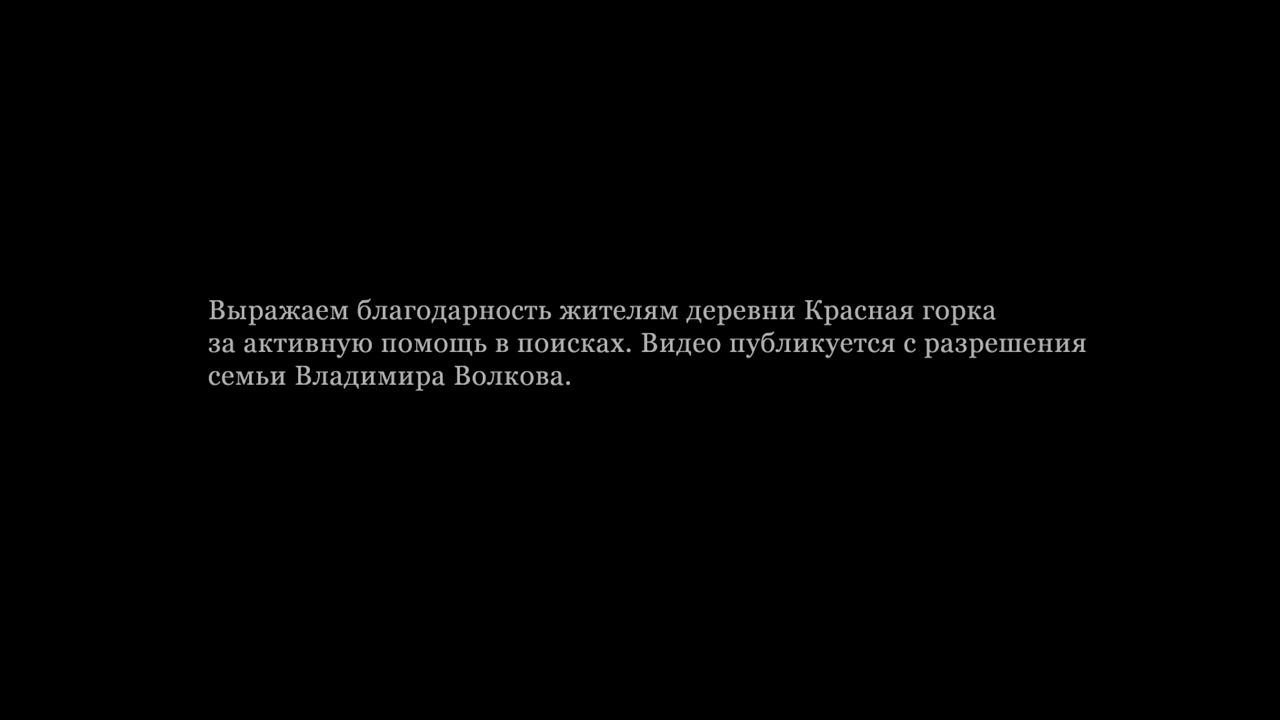 Выражаем благодарность жителям деревни Красная горка
за активную помощь в поисках. Видео публикуется с разрешения
семьи Владимира Волкова.